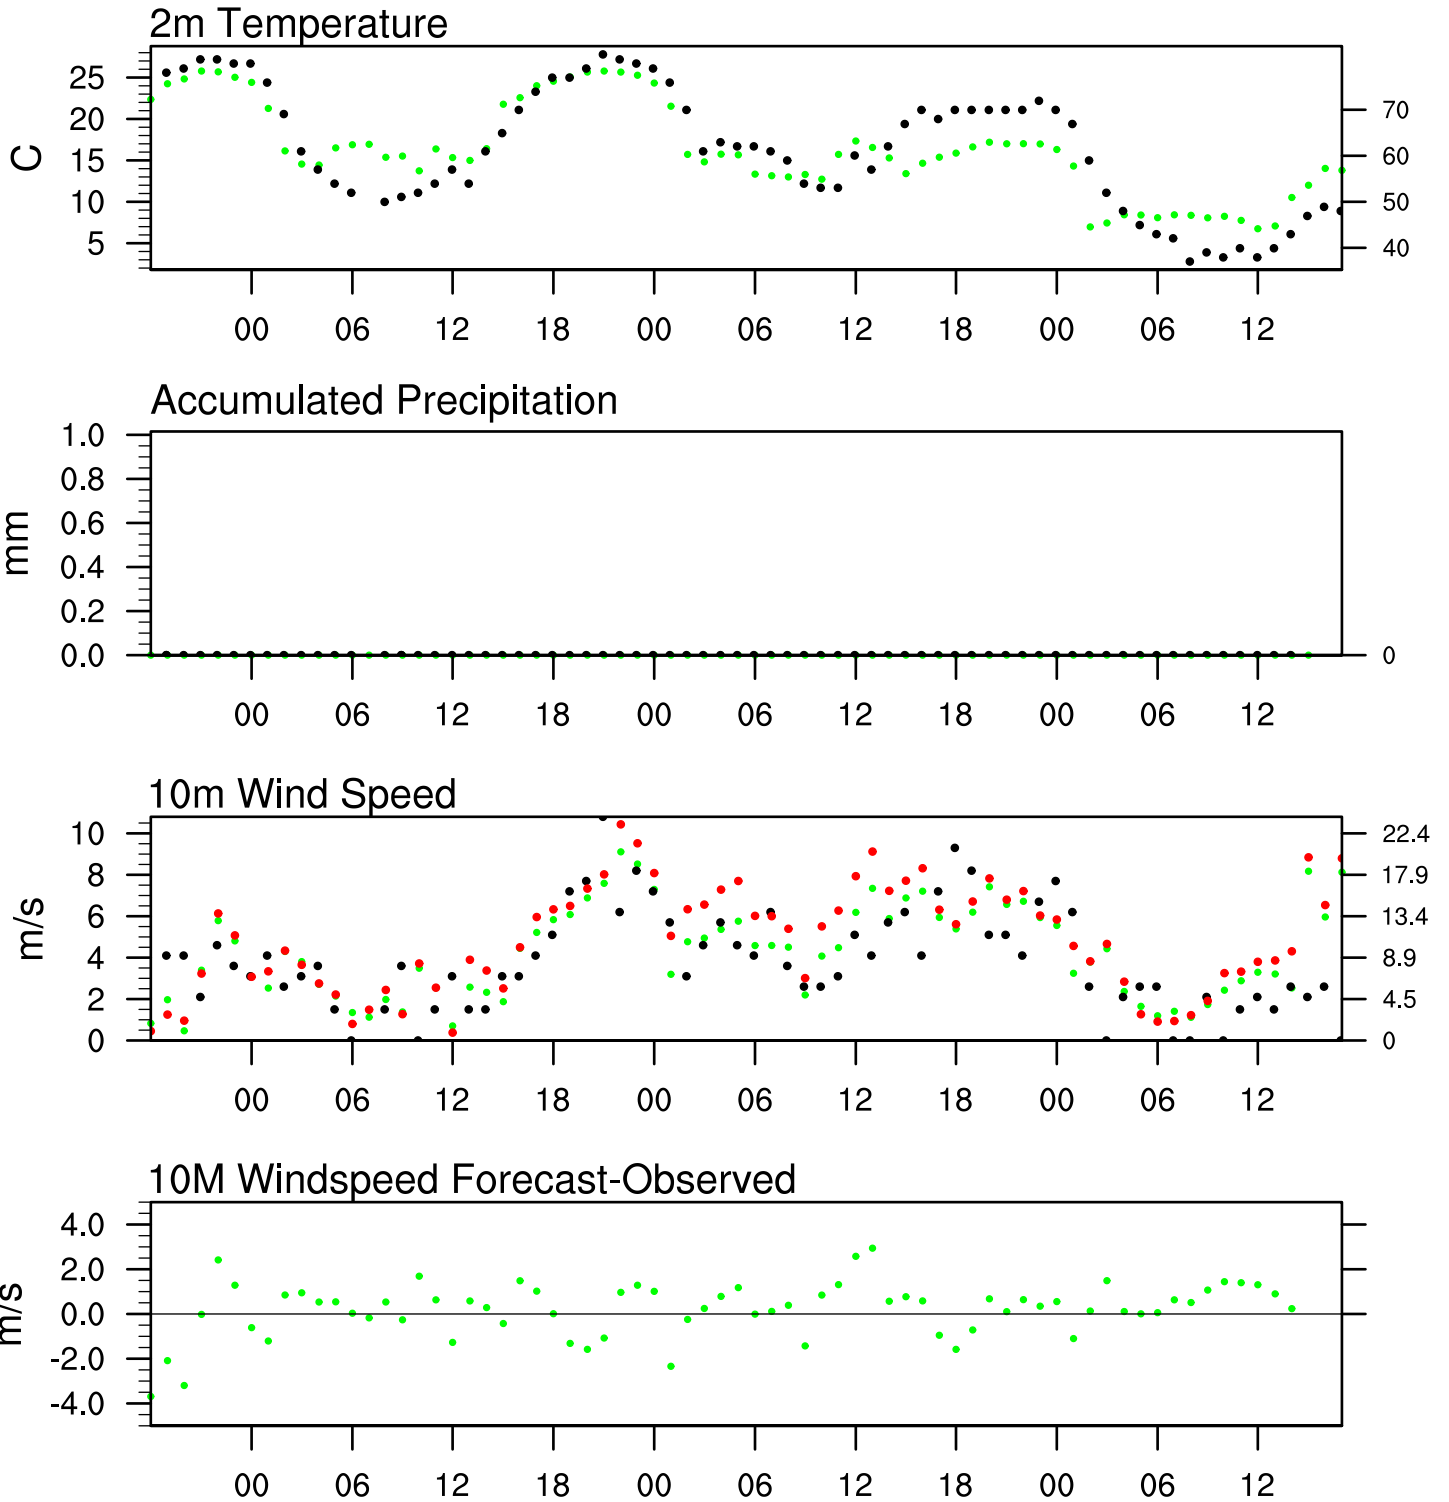 2m Temperature
25
20
15
10
5
C
70
60
50
40
00 06 12 18 00 06 12 18 00 06 12
Accumulated Precipitation
1.0
0.8
0.6
0.4
0.2
0.0
mm
0
00 06 12 18 00 06 12 18 00 06 12
10m Wind Speed
10
8
6
4
2
0
m/s
22.4
17.9
13.4
8.9
4.5
0
00 06 12 18 00 06 12 18 00 06 12
10M Windspeed Forecast-Observed
4.0
2.0
0.0
-2.0
-4.0
m/s
00 06 12 18 00 06 12 18 00 06 12